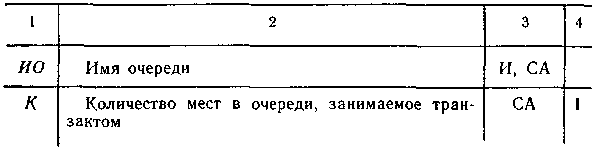 1 2 3 4
ИО Имя очереди И, СА
К Количество мест в очереди, занимаемое тран- СА 1
зактом